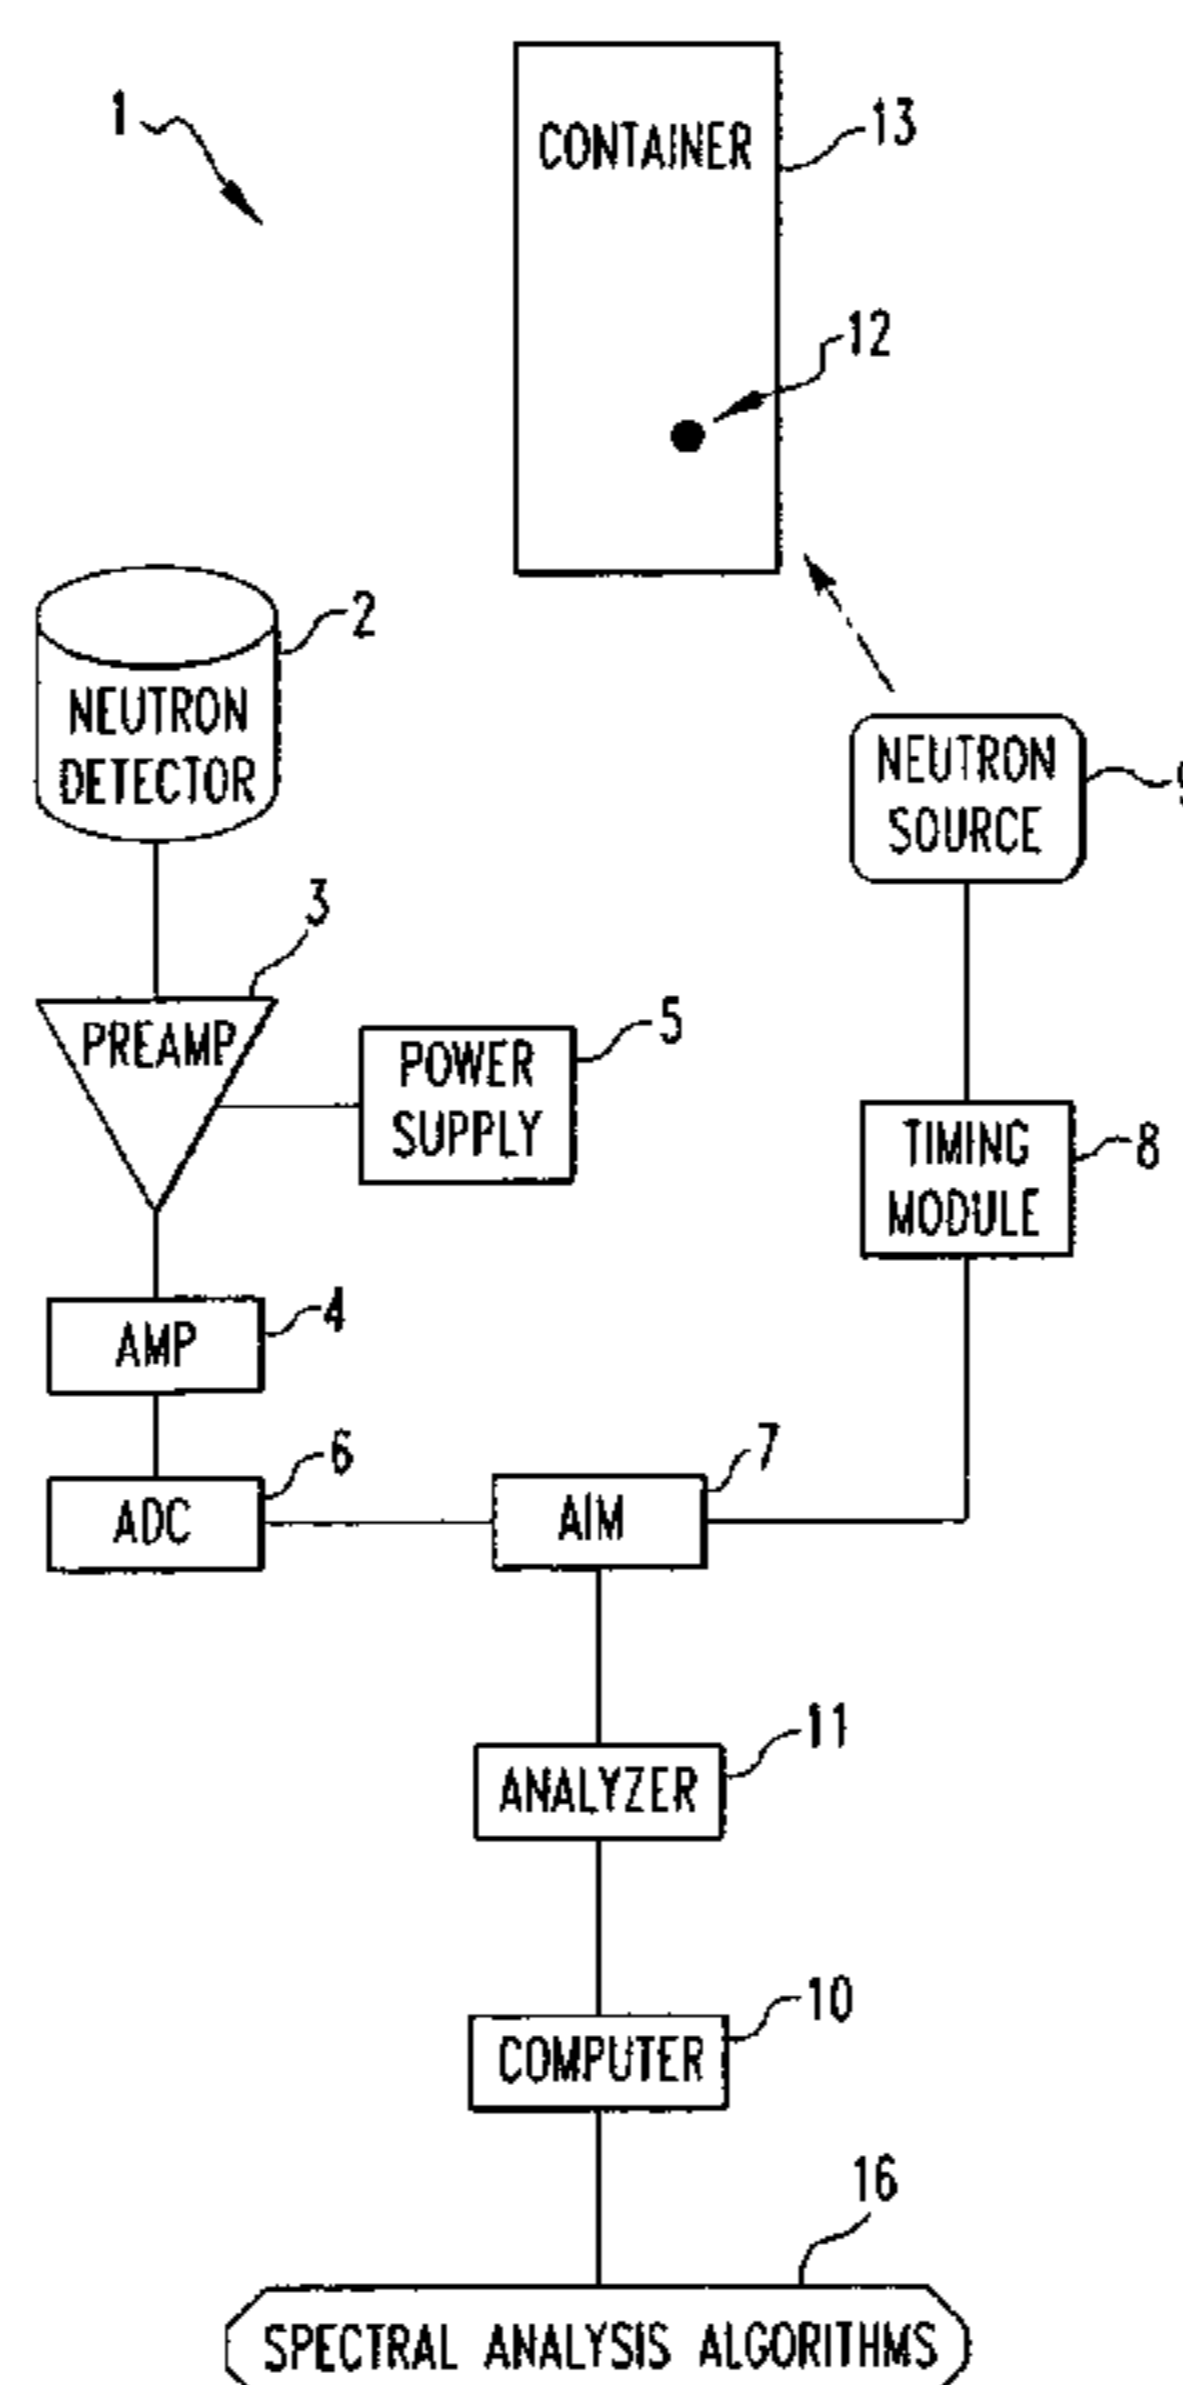 1
CONTAINER
13
12
2
NEUTRON
DETECTOR
NEUTRON
SOURCE
3
PREAMP
POWER
SUPPLY
5
TIMING
MODULE
8
AMP
4
ADC
6
AIM
7
ANALYZER
11
COMPUTER
10
16
SPECTRAL ANALYSIS ALGORITHMS